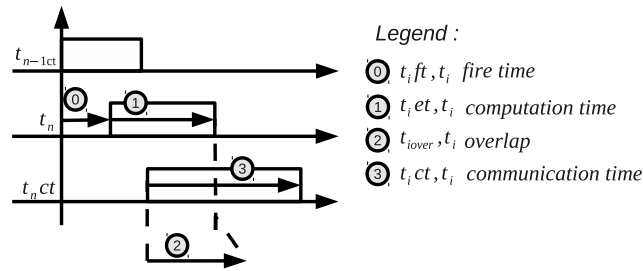 Legend :
t_{n-1ct}
0 t_i ft , t_i fire time
0
1
1 t_i et , t_i computation time
t_n
2 t_{iover} , t_i overlap
3
3 t_i ct , t_i communication time
t_n ct
2